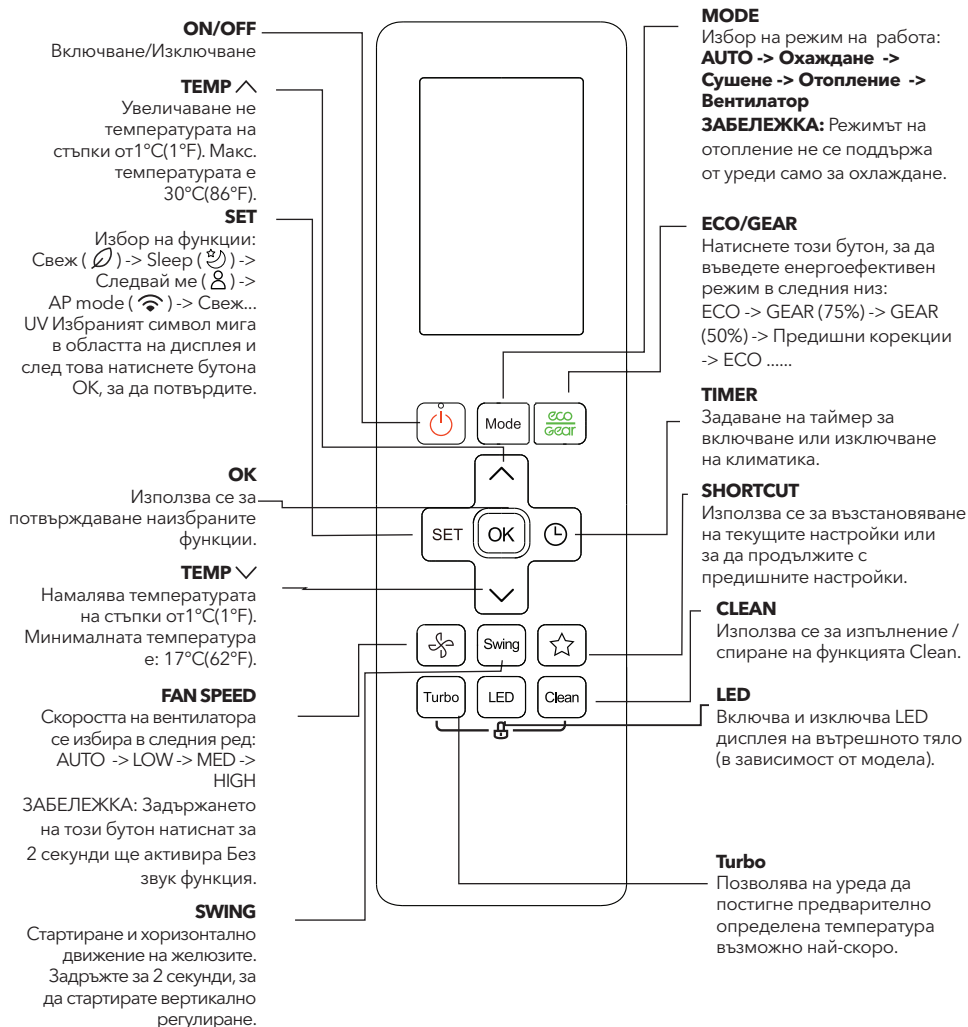 ON/OFF
Включване/Изключване
TEMP
Увеличаване не
температурата на
стъпки от1°C(1°F). Макс.
температурата е
30°C(86°F).
SET
Избор на функции:
Свеж ( ) -> Sleep ( ) ->
Следвай ме ( ) ->
AP mode ( ) -> Свеж...
UV Избраният символ мига
в областта на дисплея и
след това натиснете бутона
OK, за да потвърдите.
OK
Използва се за
потвърждаване наизбраните
функции.
TEMP
Намалява температурата
на стъпки от1°C(1°F).
Минималната температура
е: 17°C(62°F).
FAN SPEED
Скоростта на вентилатора
се избира в следния ред:
AUTO -> LOW -> MED ->
HIGH
ЗАБЕЛЕЖКА: Задържането
на този бутон натиснат за
2 секунди ще активира Без
звук функция.
SWING
Стартиране и хоризонтално
движение на желюзите.
Задръжте за 2 секунди, за
да стартирате вертикално
регулиране.
Mode
eco
Gear
SET
OK
Swing
Turbo
LED
Clean
MODE
Избор на режим на работа:
AUTO -> Охаждане ->
Сушене -> Отопление ->
Вентилатор
ЗАБЕЛЕЖКА: Режимът на
отопление не се поддържа
от уреди само за охлаждане.
ECO/GEAR
Натиснете този бутон, за да
въведете енергоефективен
режим в следния низ:
ECO -> GEAR (75%) -> GEAR
(50%) -> Предишни корекции
-> ECO ......
TIMER
Задаване на таймер за
включване или изключване
на климатика.
SHORTCUT
Използва се за възстановяване
на текущите настройки или
за да продължите с
предишните настройки.
CLEAN
Използва се за изпълнение /
спиране на функцията Clean.
LED
Включва и изключва LED
дисплея на вътрешното тяло
(в зависимост от модела).
Turbo
Позволява на уреда да
постигне предварително
определена температура
възможно най-скоро.